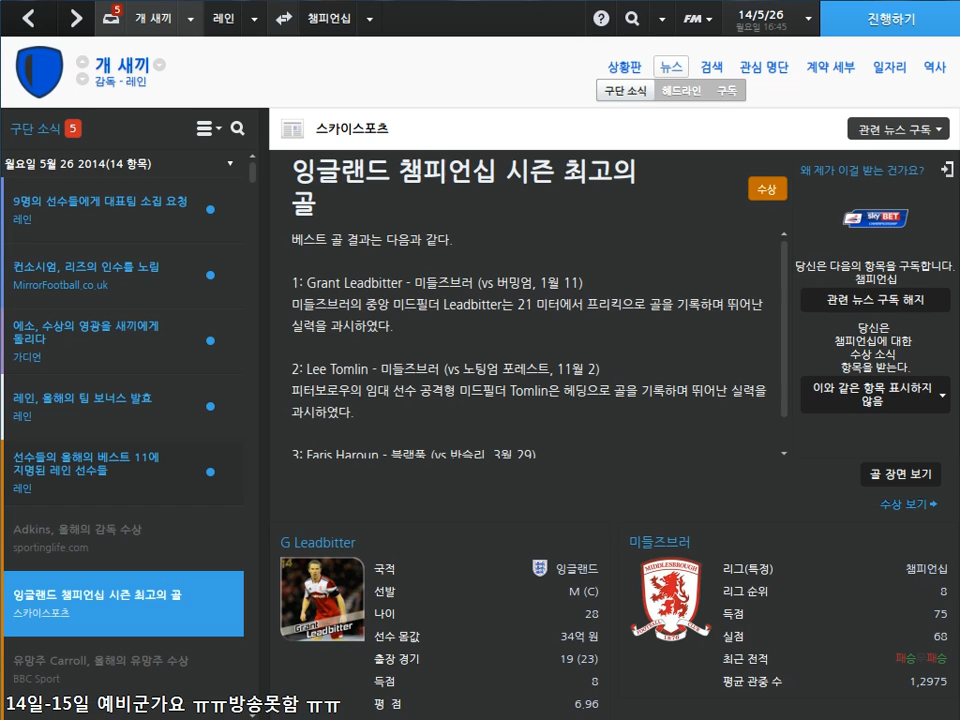 5
개 새끼
레인
챔피언십
?
FM
14/5/26
월요일 16:45
진행하기
개 새끼
감독 - 레인
상황판
뉴스
검색
관심 명단
계약 세부
일자리
역사
구단 소식
헤드라인
구독
구단 소식 5
스카이스포츠
관련 뉴스 구독
월요일 5월 26 2014(14 항목)
9명의 선수들에게 대표팀 소집 요청
레인
컨소시엄, 리즈의 인수를 노림
MirrorFootball.co.uk
에소, 수상의 영광을 새끼에게
돌리다
가디언
레인, 올해의 팀 보너스 발효
레인
선수들의 올해의 베스트 11에
지명된 레인 선수들
레인
Adkins, 올해의 감독 수상
sportinglife.com
잉글랜드 챔피언십 시즌 최고의 골
스카이스포츠
유망주 Carroll, 올해의 유망주 수상
BBC Sport
잉글랜드 챔피언십 시즌 최고의
골
수상
베스트 골 결과는 다음과 같다.
1: Grant Leadbitter - 미들즈브러 (vs 버밍엄, 1월 11)
미들즈브러의 중앙 미드필더 Leadbitter는 21 미터에서 프리킥으로 골을 기록하며 뛰어난
실력을 과시하였다.
2: Lee Tomlin - 미들즈브러 (vs 노팅엄 포레스트, 11월 2)
피터보로우의 임대 선수 공격형 미드필더 Tomlin은 헤딩으로 골을 기록하며 뛰어난 실력을
과시하였다.
3: Faris Haroun - 블랙풀 (vs 반슬리, 3월 29)
왜 제가 이걸 받는 건가요?
sky BET
당신은 다음의 항목을 구독합니다.
챔피언십
관련 뉴스 구독 해지
당신은
챔피언십에 대한
수상 소식
항목을 받는다.
이와 같은 항목 표시하지
않음
골 장면 보기
수상 보기
G Leadbitter
14
Grant
Leadbitter
국적 잉글랜드
선발 M (C)
나이 28
선수 몸값 34억 원
출장 경기 19 (23)
득점 8
평 점 6.96
미들즈브러
MIDDLESBROUGH
FOOTBALL CLUB
1876
리그(특정) 챔피언십
리그 순위 8
득점 75
실점 68
최근 전적 패승무패승
평균 관중 수 1,2975
14일-15일 예비군가요 ㅠㅠ방송못함 ㅠㅠ